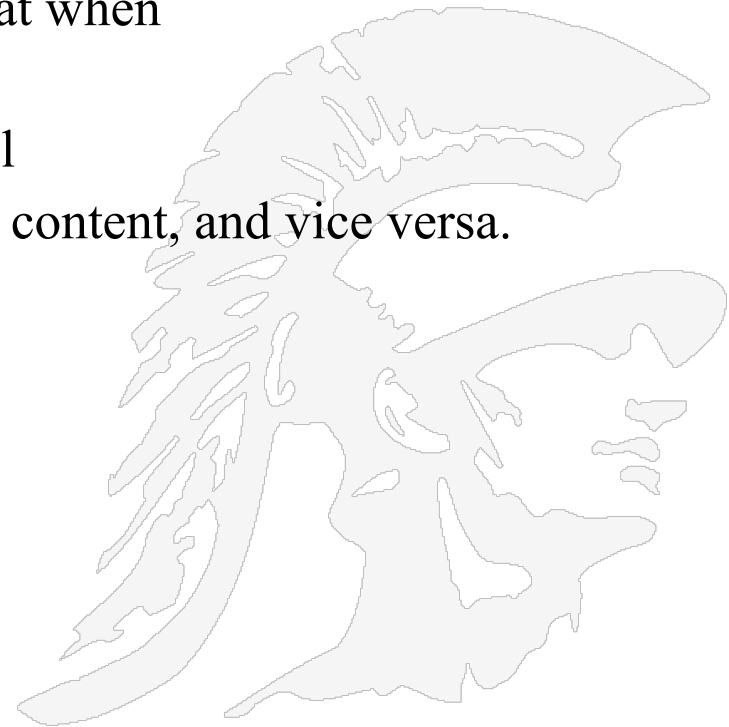 at when
l
content, and vice versa.